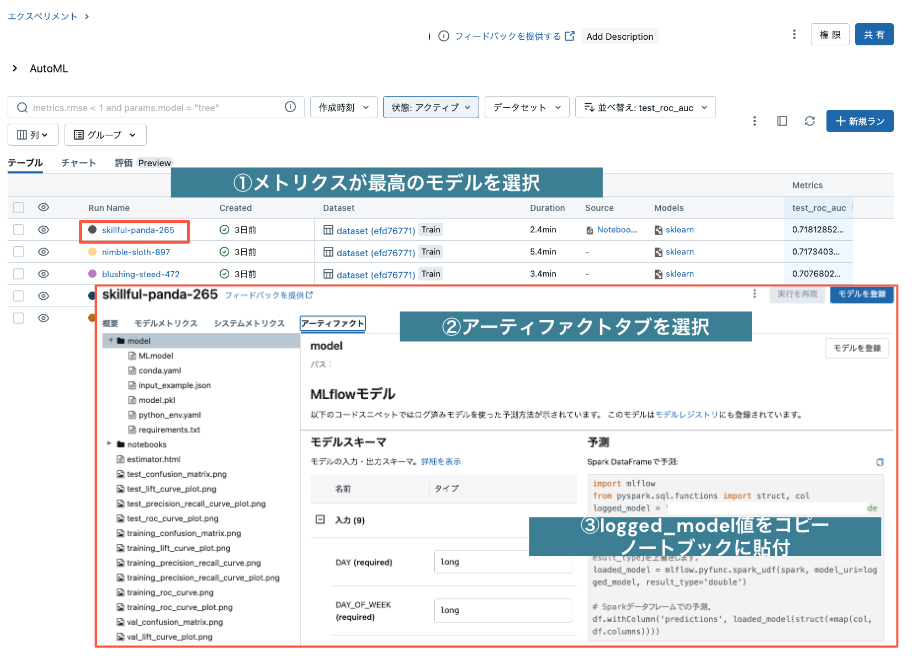 エクスペリメント >
フィードバックを提供する Add Description
権限 共有
> AutoML
metrics.rmse < 1 and params.model = "tree" 作成時刻 状態: アクティブ データセット 並べ替え: test_roc_auc
列 グループ + 新規ラン
テーブル チャート 評価 Preview
①メトリクスが最高のモデルを選択
Metrics
Run Name Created Dataset Duration Source Models test_roc_auc
skillful-panda-265 3日前 dataset (efd76771) Train 2.4min Noteboo... sklearn 0.71812852...
nimble-sloth-897 3日前 dataset (efd76771) Train 5.4min - sklearn 0.7173403...
blushing-steed-472 3日前 dataset (efd76771) Train 3.4min - sklearn 0.7076802...
skillful-panda-265 フィードバックを提供 実行を再現 モデルを登録
概要 モデルメトリクス システムメトリクス アーティファクト
②アーティファクトタブを選択
model
MLmodel
conda.yaml
input_example.json
model.pkl
python_env.yaml
requirements.txt
notebooks
estimator.html
test_confusion_matrix.png
test_lift_curve_plot.png
test_precision_recall_curve_plot.png
test_roc_curve_plot.png
training_confusion_matrix.png
training_lift_curve_plot.png
training_precision_recall_curve.png
training_precision_recall_curve_plot.png
training_roc_curve.png
training_roc_curve_plot.png
val_confusion_matrix.png
val_lift_curve_plot.png
model モデルを登録
パス :
MLflowモデル
以下のコードスニペットではログ済みモデルを使った予測方法が示されています。 このモデルはモデルレジストリにも登録されています。
モデルスキーマ
モデルの入力・出力スキーマ。 詳細を表示
名前 タイプ
入力 (9)
DAY (required) long
DAY_OF_WEEK long
(required)
予測
Spark DataFrameで予測:
import mlflow
from pyspark.sql.functions import struct, col
logged_model = ' de
③logged_model値をコピー
ノートブックに貼付
esult_type]を上書きします。
loaded_model = mlflow.pyfunc.spark_udf(spark, model_uri=log
ged_model, result_type='double')
# Sparkデータフレームでの予測。
df.withColumn('predictions', loaded_model(struct(*map(col,
df.columns))))